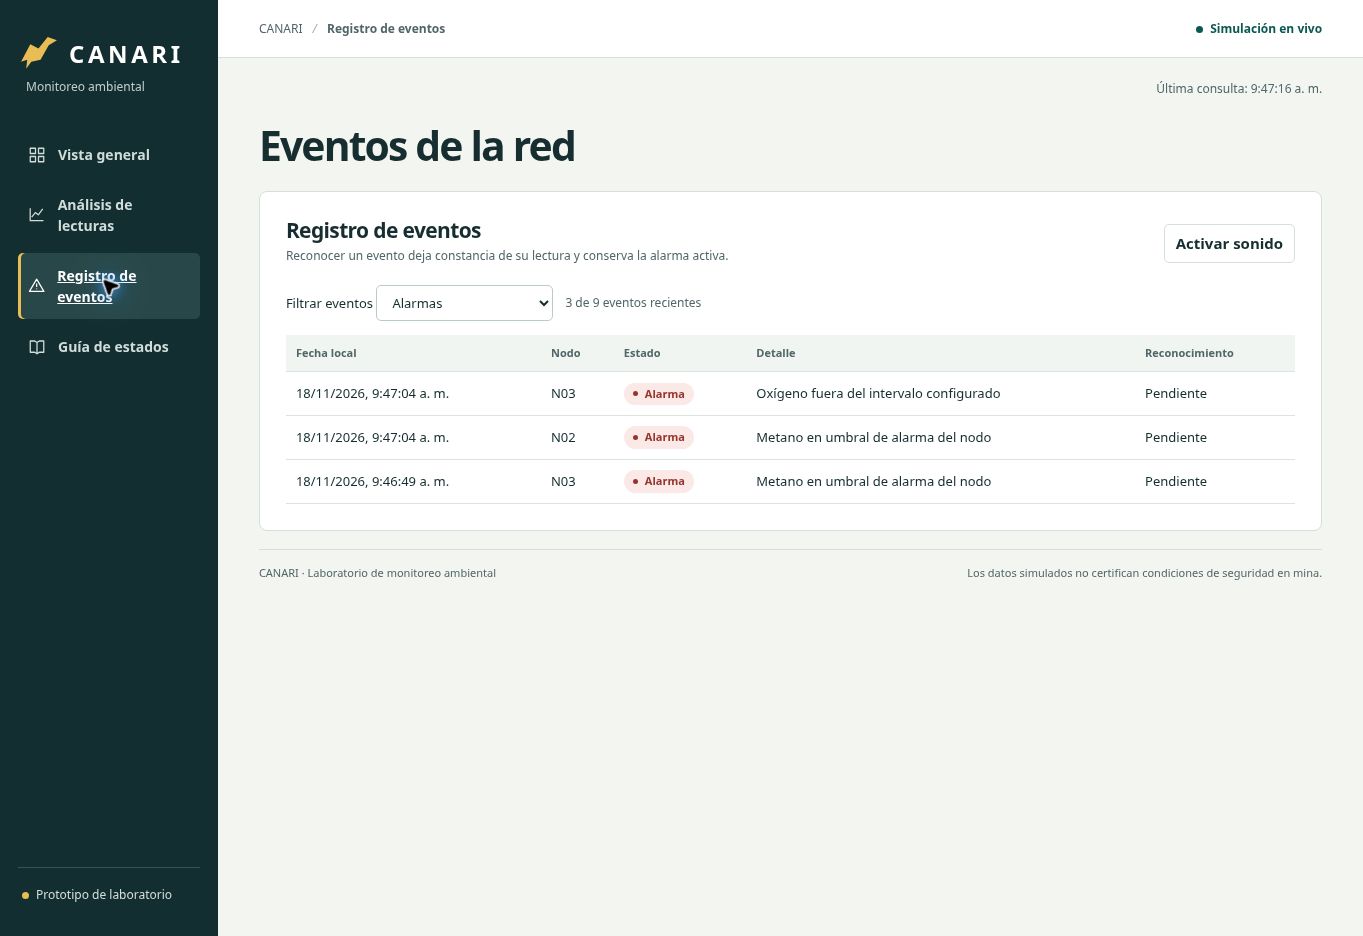 CANARI
Monitoreo ambiental
Vista general
Análisis de
lecturas
Registro de
eventos
Guía de estados
Prototipo de laboratorio
CANARI / Registro de eventos
Simulación en vivo
Última consulta: 9:47:16 a. m.
Eventos de la red
Registro de eventos
Reconocer un evento deja constancia de su lectura y conserva la alarma activa.
Activar sonido
Filtrar eventos Alarmas 3 de 9 eventos recientes
Fecha local Nodo Estado Detalle Reconocimiento
18/11/2026, 9:47:04 a. m. N03 Alarma Oxígeno fuera del intervalo configurado Pendiente
18/11/2026, 9:47:04 a. m. N02 Alarma Metano en umbral de alarma del nodo Pendiente
18/11/2026, 9:46:49 a. m. N03 Alarma Metano en umbral de alarma del nodo Pendiente
CANARI · Laboratorio de monitoreo ambiental
Los datos simulados no certifican condiciones de seguridad en mina.